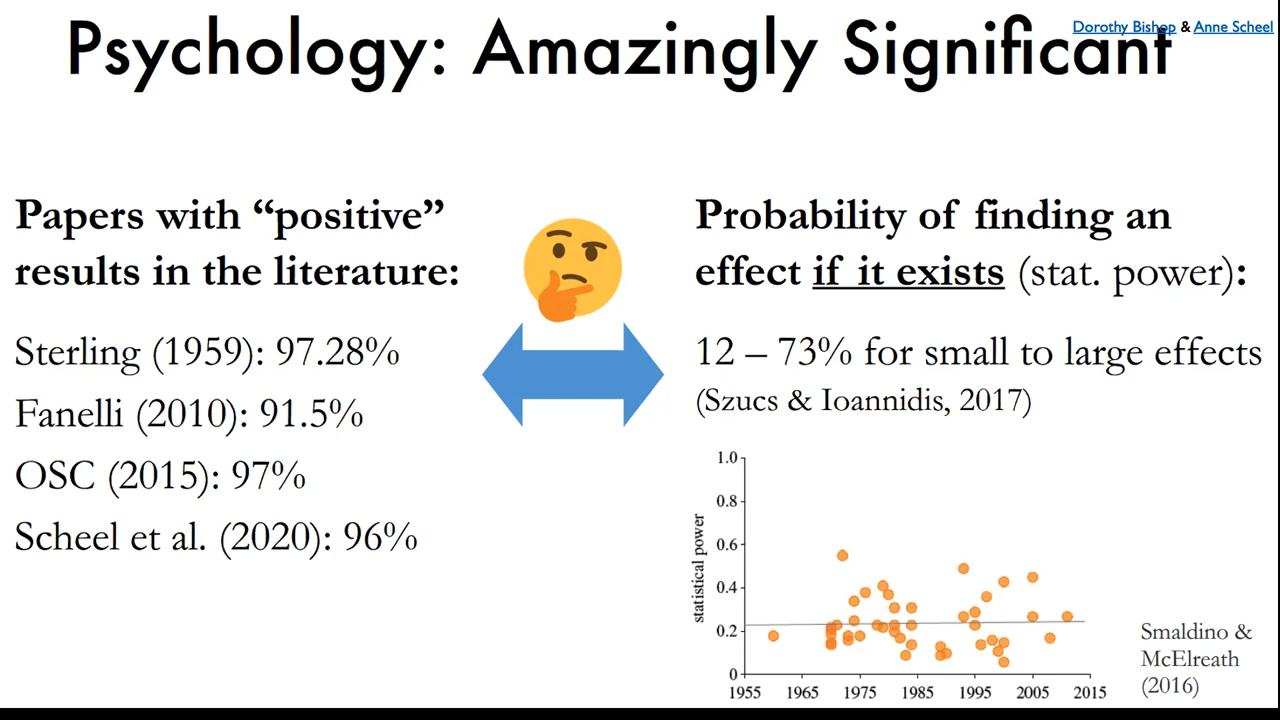 Psychology: Amazingly Significant
Dorothy Bishop & Anne Scheel
Papers with “positive”
results in the literature:
Sterling (1959): 97.28%
Fanelli (2010): 91.5%
OSC (2015): 97%
Scheel et al. (2020): 96%
Probability of finding an
effect if it exists (stat. power):
12 – 73% for small to large effects
(Szucs & Ioannidis, 2017)
statistical power
1.0
0.8
0.6
0.4
0.2
0
1955 1965 1975 1985 1995 2005 2015
Smaldino &
McElreath
(2016)